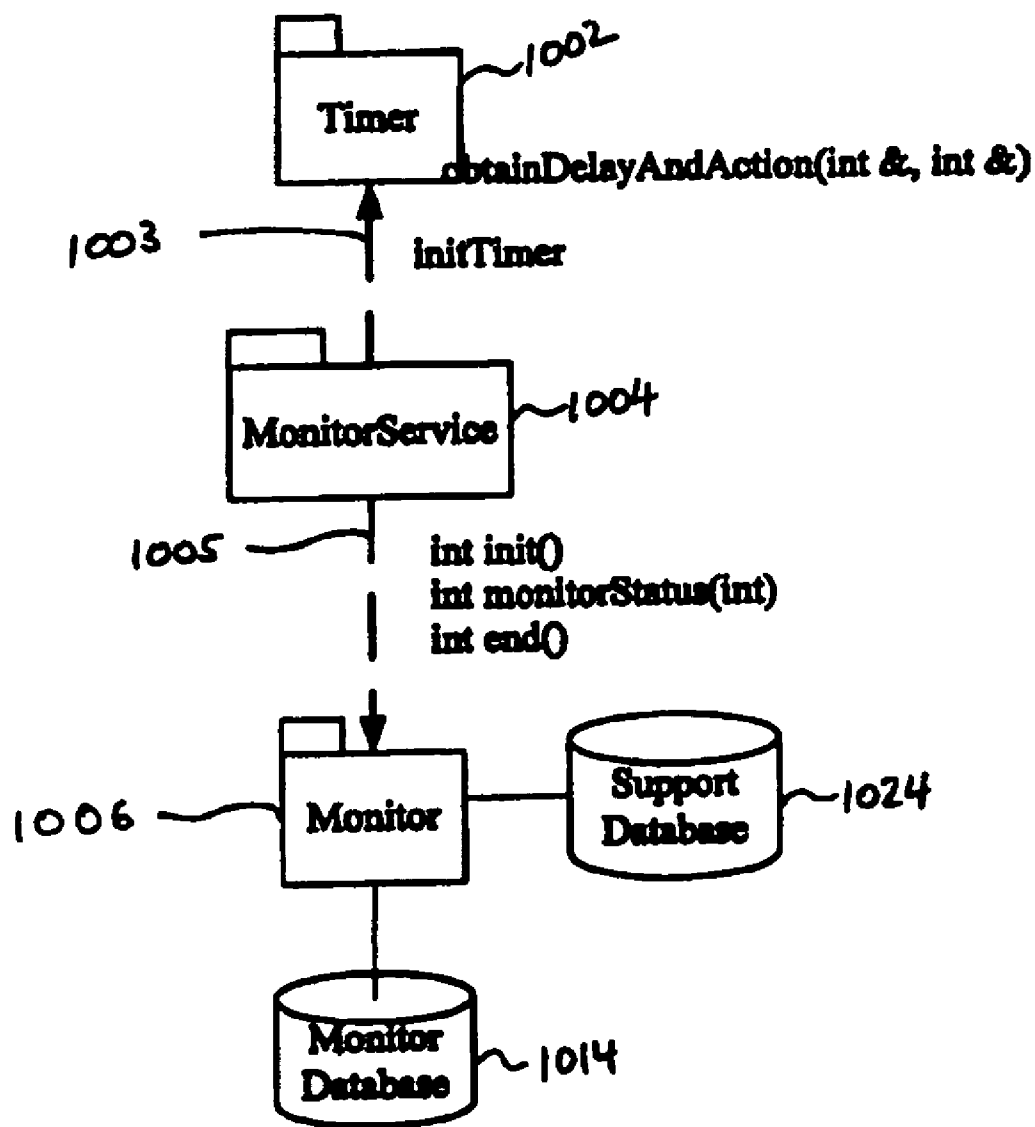 1002
Timer
obtainDelayAndAction(int &, int &)
1003
initTimer
1004
MonitorService
1005
int init()
int monitorStatus(int)
int end()
Support
Database
1024
1006
Monitor
Monitor
Database
1014